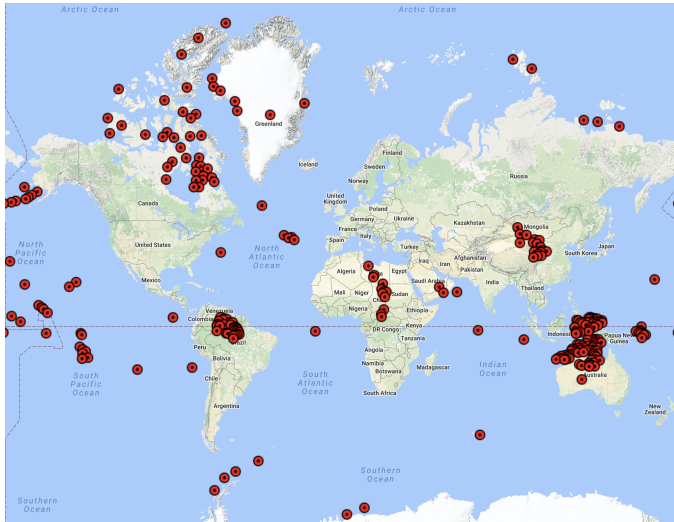 Arctic Ocean
Arctic Ocean
Greenland
Iceland
Finland
Sweden
Norway
Russia
Canada
United
Kingdom
Poland
Germany
Ukraine
France
Kazakhstan
Mongolia
Italy
Spain
Turkey
North
Pacific
Ocean
United States
North
Atlantic
Ocean
South Korea
Japan
Afghanistan
Iraq
Iran
Pakistan
Algeria
Egypt
Saudi Arabia
Mexico
India
Mali
Niger
Sudan
Thailand
Nigeria
Ethiopia
Venezuela
Colombia
Kenya
DR Congo
Tanzania
Indonesia
Papua New
Guinea
Brazil
Peru
Bolivia
Angola
Namibia
Botswana
Madagascar
Indian
Ocean
South
Pacific
Ocean
South
Atlantic
Ocean
Chile
Australia
South Africa
Argentina
New
Zealand
Southern
Ocean
Southern
Ocean